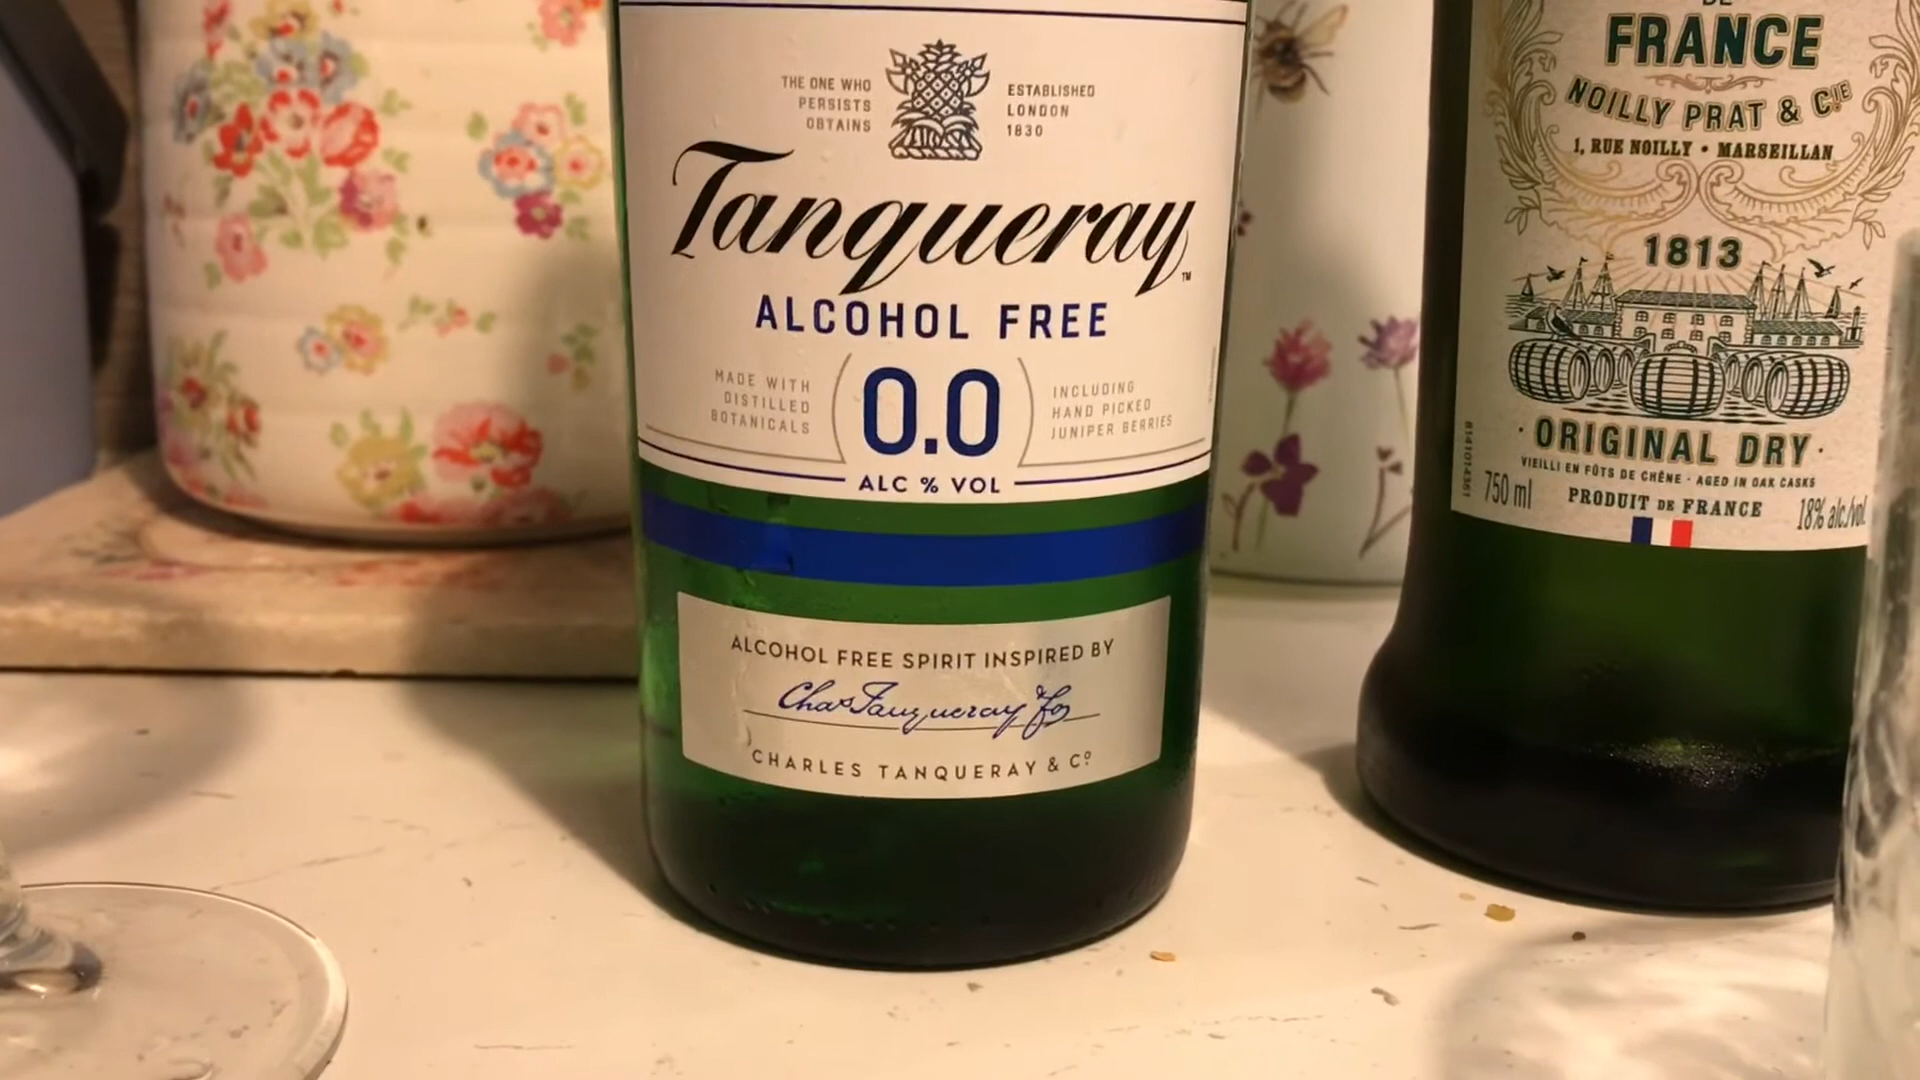 THE ONE WHO
PERSISTS
OBTAINS
ESTABLISHED
LONDON
1830
Tanqueray™
ALCOHOL FREE
MADE WITH
DISTILLED
BOTANICALS
0.0
INCLUDING
HAND PICKED
JUNIPER BERRIES
ALC % VOL
ALCOHOL FREE SPIRIT INSPIRED BY
Chas Tanqueray
CHARLES TANQUERAY & Cº
DE
FRANCE
NOILLY PRAT & CIE
1, RUE NOILLY • MARSEILLAN
1813
· ORIGINAL DRY ·
VIEILLI EN FÛTS DE CHÊNE · AGED IN OAK CASKS
750 ml
PRODUIT DE FRANCE
18% alc/vol.